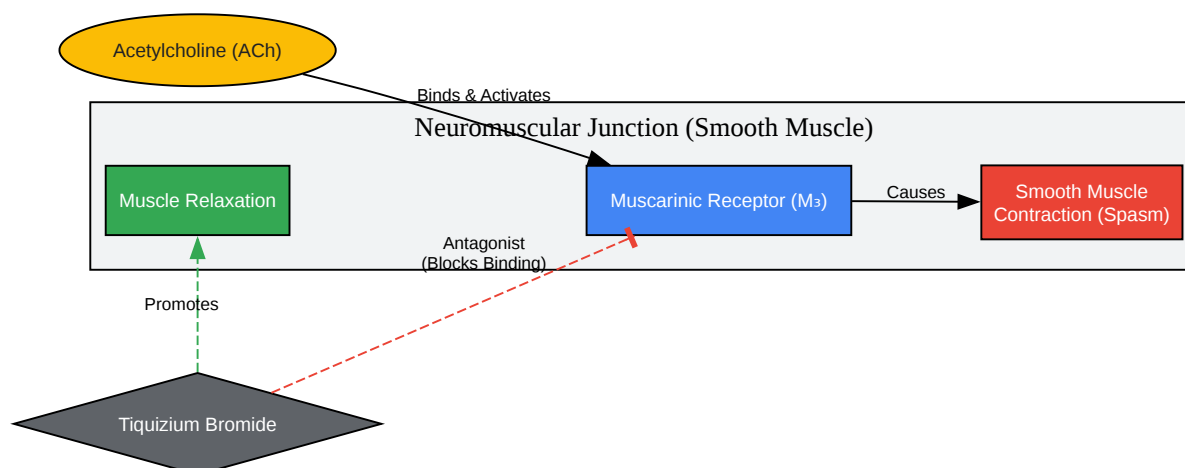 Acetylcholine (ACh)
Binds & Activates
Neuromuscular Junction (Smooth Muscle)
Muscle Relaxation
Muscarinic Receptor (M₃)
Causes
Smooth Muscle
Contraction (Spasm)
Antagonist
(Blocks Binding)
Promotes
Tiquizium Bromide